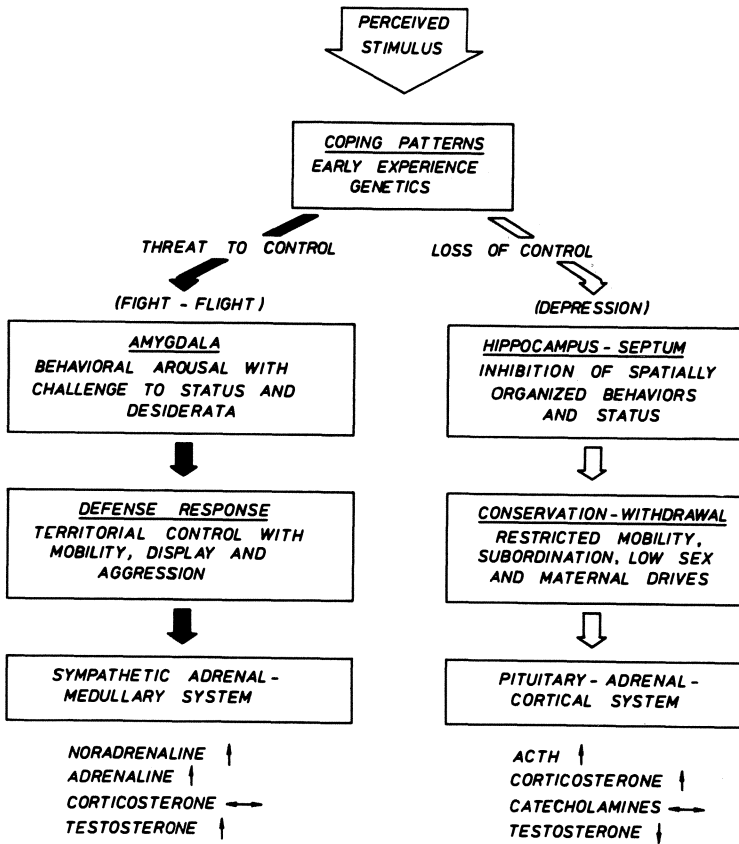 PERCEIVED
STIMULUS
COPING PATTERNS
EARLY EXPERIENCE
GENETICS
THREAT TO CONTROL
LOSS OF CONTROL
(FIGHT - FLIGHT)
(DEPRESSION)
AMYGDALA
BEHAVIORAL AROUSAL WITH
CHALLENGE TO STATUS AND
DESIDERATA
HIPPOCAMPUS - SEPTUM
INHIBITION OF SPATIALLY
ORGANIZED BEHAVIORS
AND STATUS
DEFENSE RESPONSE
TERRITORIAL CONTROL WITH
MOBILITY, DISPLAY AND
AGGRESSION
CONSERVATION-WITHDRAWAL
RESTRICTED MOBILITY,
SUBORDINATION, LOW SEX
AND MATERNAL DRIVES
SYMPATHETIC ADRENAL-
MEDULLARY SYSTEM
PITUITARY-ADRENAL-
CORTICAL SYSTEM
NORADRENALINE ↑
ADRENALINE ↑
CORTICOSTERONE ↔
TESTOSTERONE ↑
ACTH ↑
CORTICOSTERONE ↑
CATECHOLAMINES ↔
TESTOSTERONE ↓